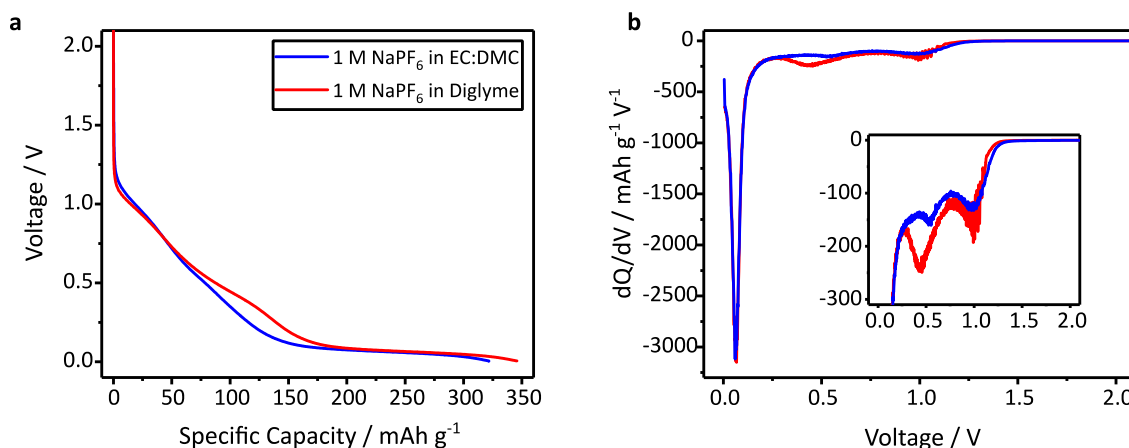 a
2.0
1.5
1.0
0.5
0.0
Voltage / V
0 50 100 150 200 250 300 350
Specific Capacity / mAh g-1
1 M NaPF6 in EC:DMC
1 M NaPF6 in Diglyme
b
0
-500
-1000
-1500
-2000
-2500
-3000
dQ/dV / mAh g-1 V-1
0.0 0.5 1.0 1.5 2.0
Voltage / V
0
-100
-200
-300
0.0 0.5 1.0 1.5 2.0